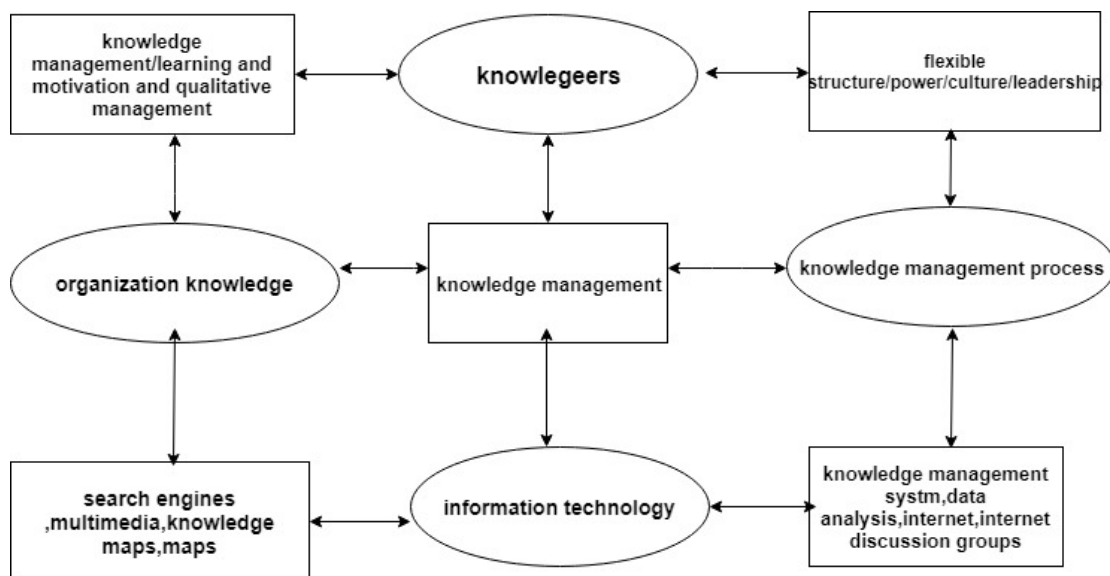 knowledge
management/learning and
motivation and qualitative
management
knowlegeers
flexible
structure/power/culture/leadership
organization knowledge
knowledge management
knowledge management process
search engines
,multimedia,knowledge
maps,maps
information technology
knowledge management
systm,data
analysis,internet,internet
discussion groups